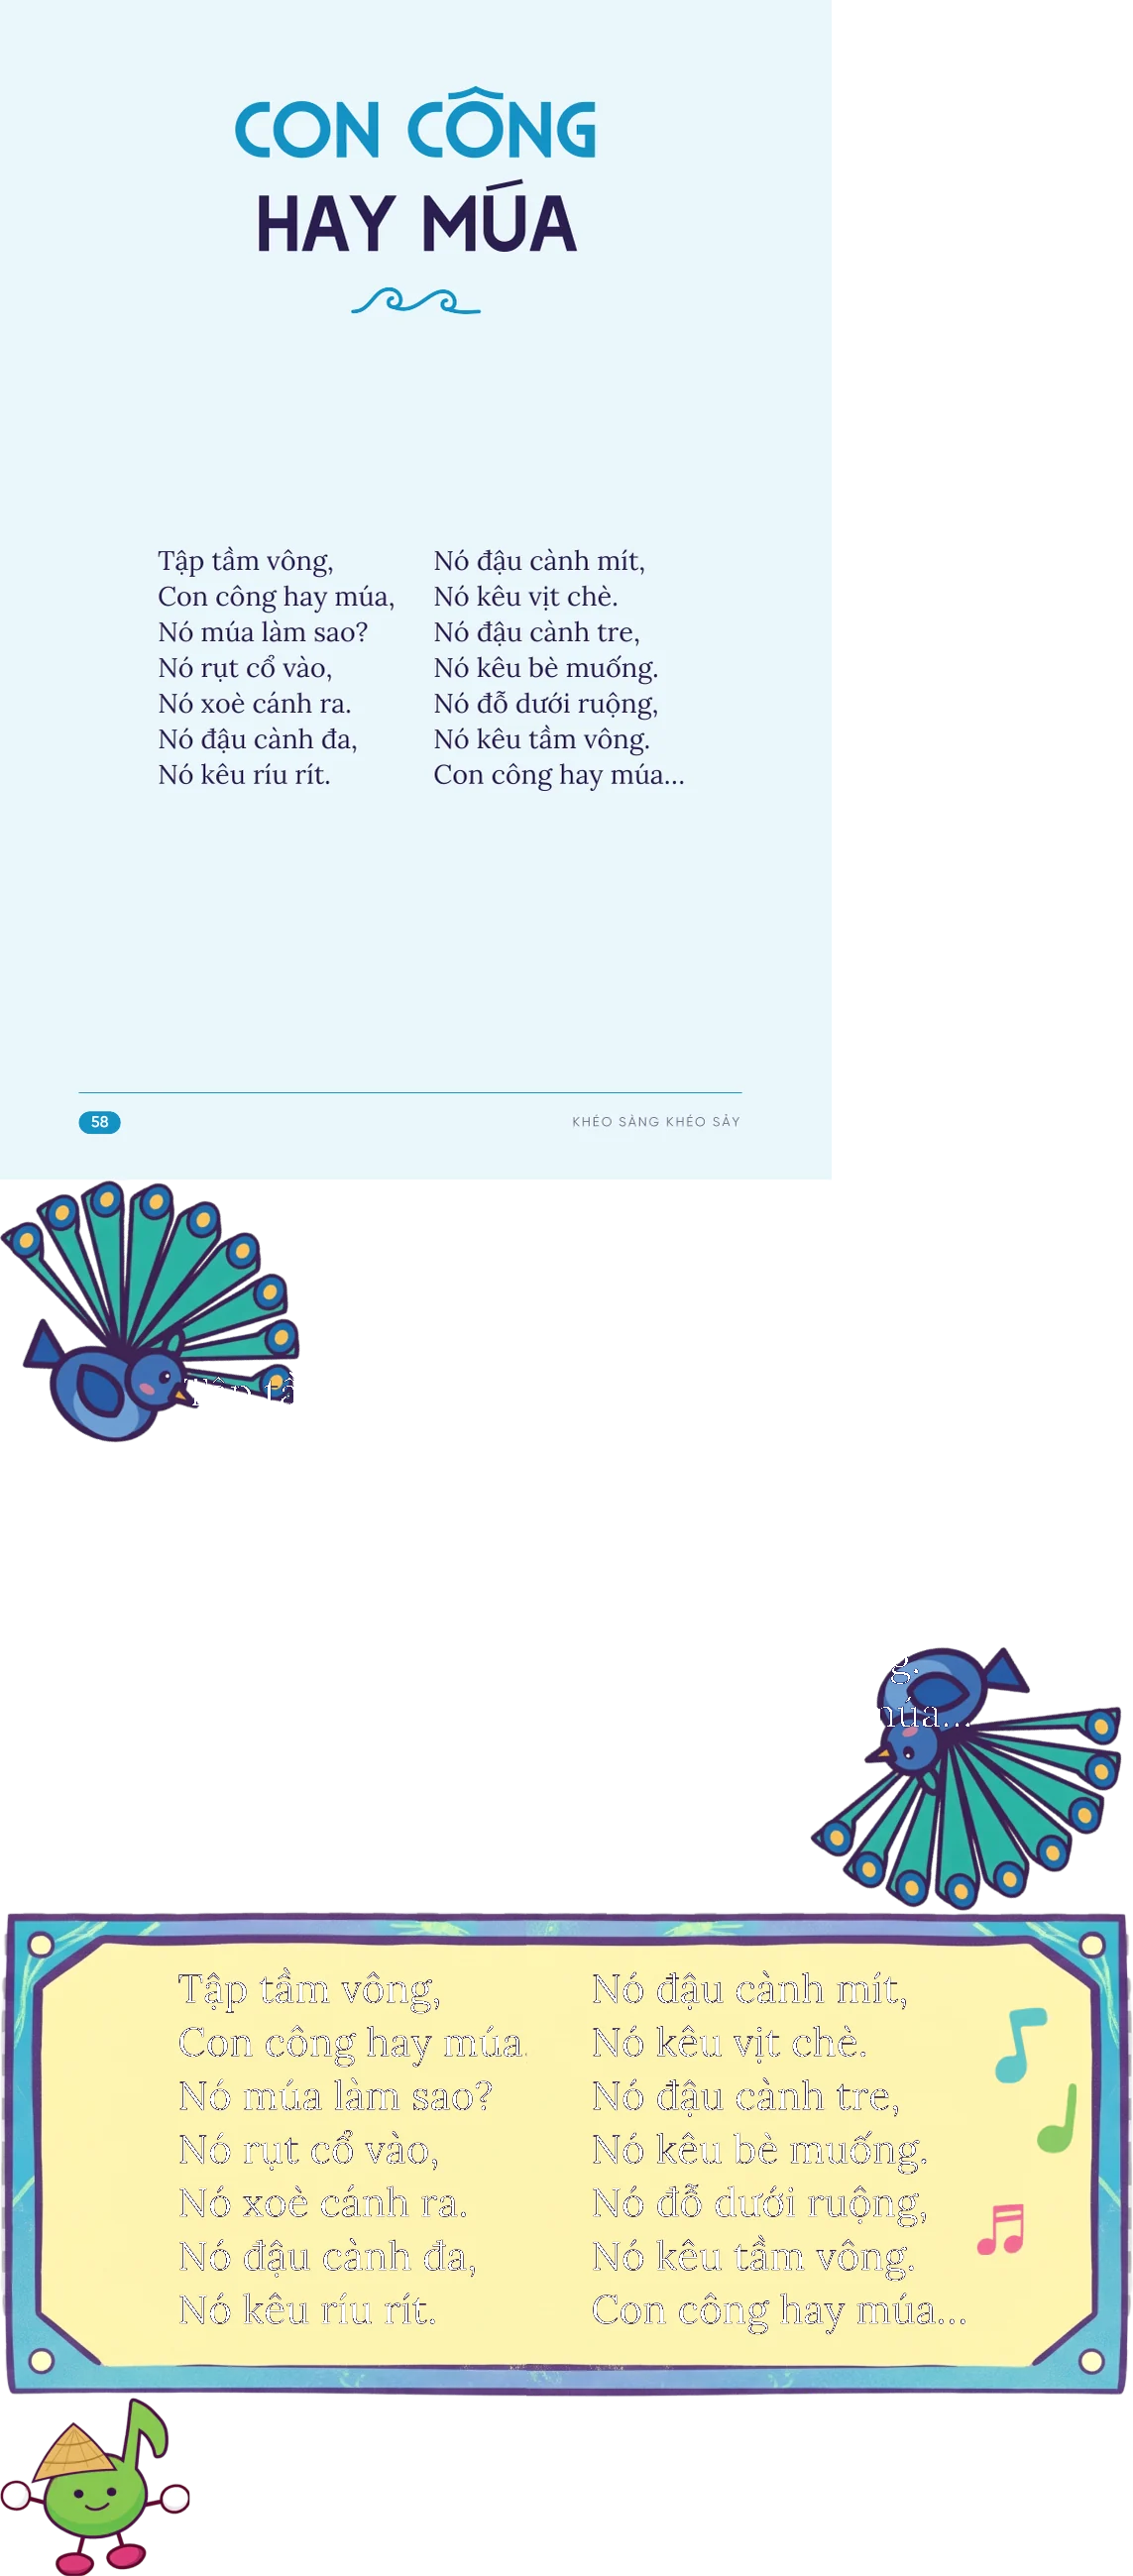 CON CÔNG
HAY MÚA
Tập tầm vông,
Con công hay múa,
Nó múa làm sao?
Nó rụt cổ vào,
Nó xoè cánh ra.
Nó đậu cành đa,
Nó kêu ríu rít.
Nó đậu cành mít,
Nó kêu vịt chè.
Nó đậu cành tre,
Nó kêu bè muống.
Nó đỗ dưới ruộng,
Nó kêu tầm vông.
Con công hay múa...
58
KHÉO SÀNG KHÉO SẢY
Tập tầ
g.
múa...
Tập tầm vông,
Con công hay múa
Nó múa làm sao?
Nó rụt cổ vào,
Nó xoè cánh ra.
Nó đậu cành đa,
Nó kêu ríu rít.
Nó đậu cành mít,
Nó kêu vịt chè.
Nó đậu cành tre,
Nó kêu bè muống.
Nó đỗ dưới ruộng,
Nó kêu tầm vông.
Con công hay múa...